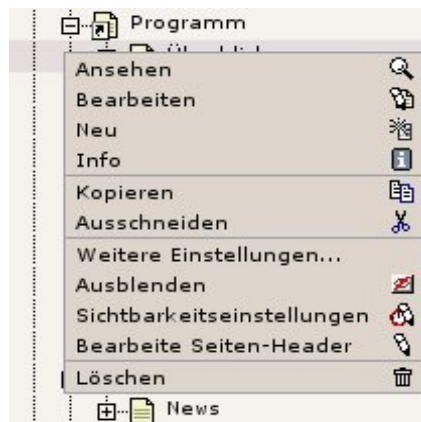 Programm
Ansehen
Bearbeiten
Neu
Info
Kopieren
Ausschneiden
Weitere Einstellungen...
Ausblenden
Sichtbarkeitseinstellungen
Bearbeite Seiten-Header
Löschen
News